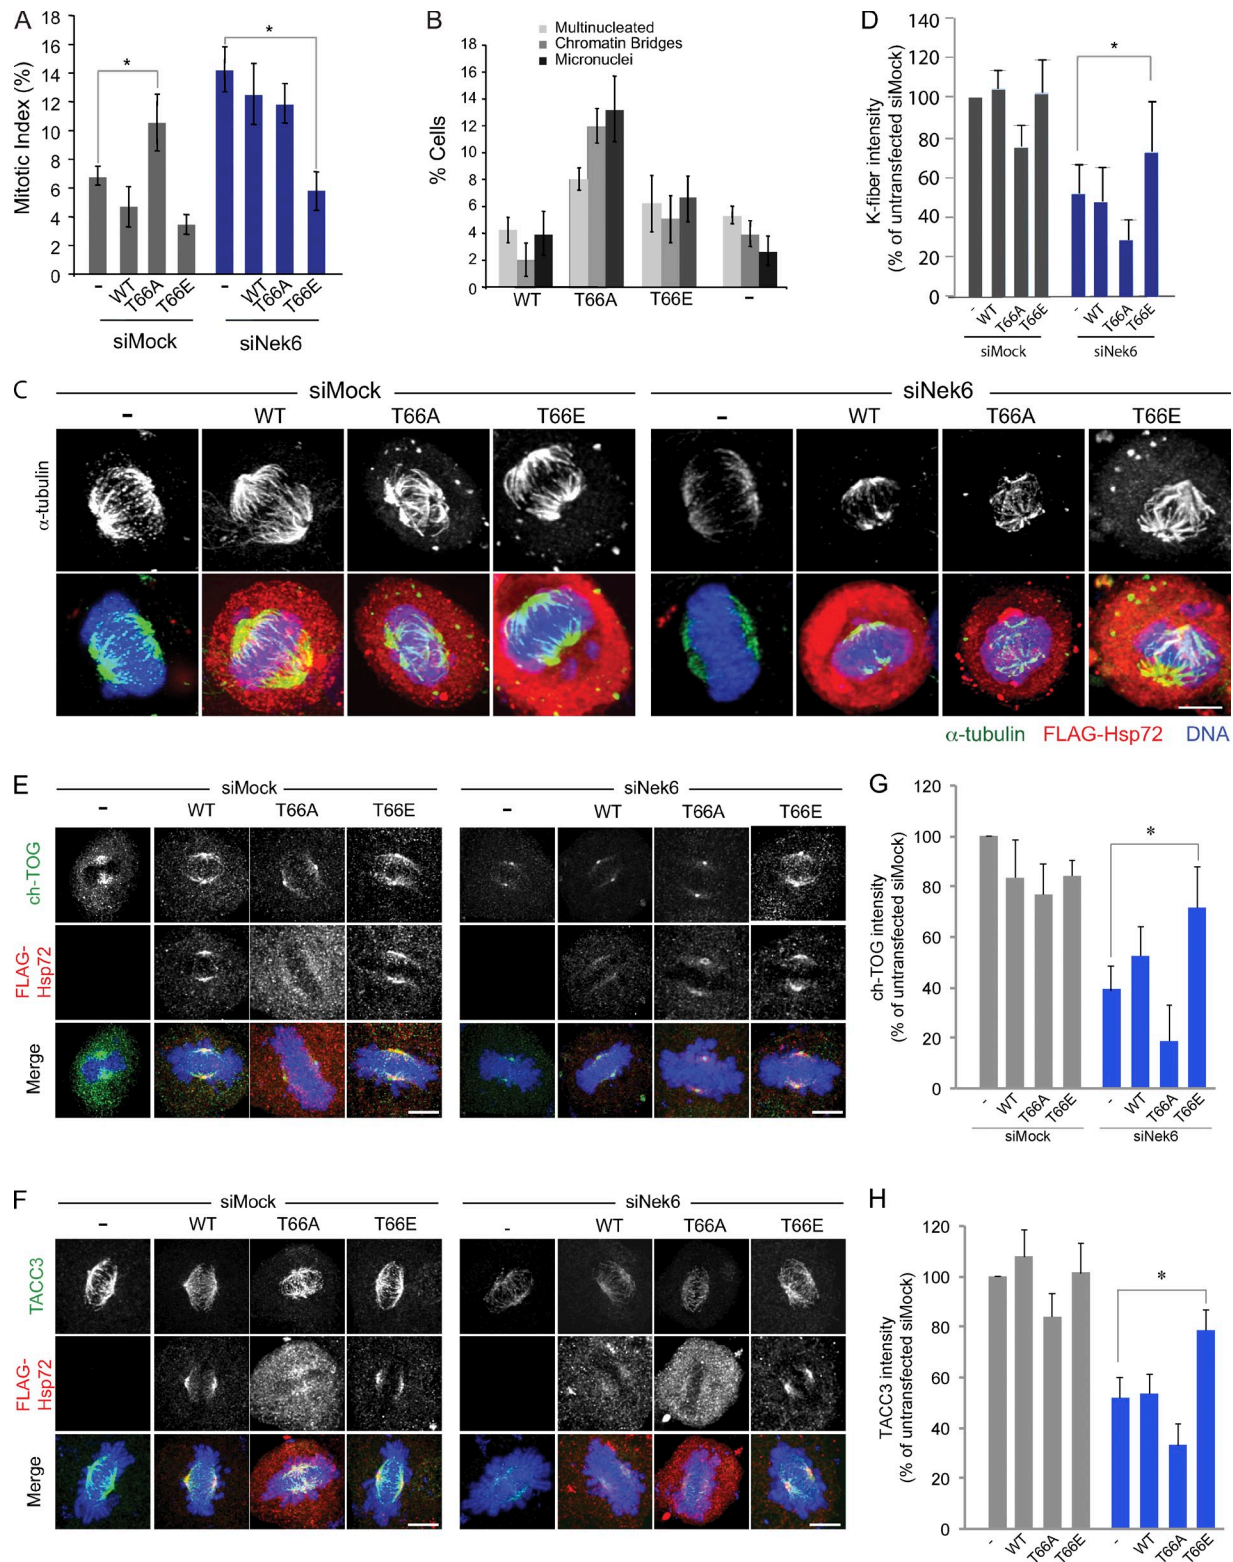 A
Mitotic Index (%)
18
16
14
12
10
8
6
4
2
0
*
*
- WT T66A T66E - WT T66A T66E
siMock siNek6
B
Multinucleated
Chromatin Bridges
Micronuclei
% Cells
18
16
14
12
10
8
6
4
2
0
WT T66A T66E -
D
K-fiber intensity
(% of untransfected siMock)
140
120
100
80
60
40
20
0
*
- WT T66A T66E - WT T66A T66E
siMock siNek6
C
siMock siNek6
- WT T66A T66E - WT T66A T66E
α-tubulin
α-tubulin FLAG-Hsp72 DNA
E
siMock siNek6
- WT T66A T66E - WT T66A T66E
ch-TOG
FLAG-
Hsp72
Merge
G
ch-TOG intensity
(% of untransfected siMock)
120
100
80
60
40
20
0
*
- WT T66A T66E - WT T66A T66E
siMock siNek6
F
siMock siNek6
- WT T66A T66E - WT T66A T66E
TACC3
FLAG-
Hsp72
Merge
H
TACC3 intensity
(% of untransfected siMock)
120
100
80
60
40
20
0
*
- WT T66A T66E - WT T66A T66E